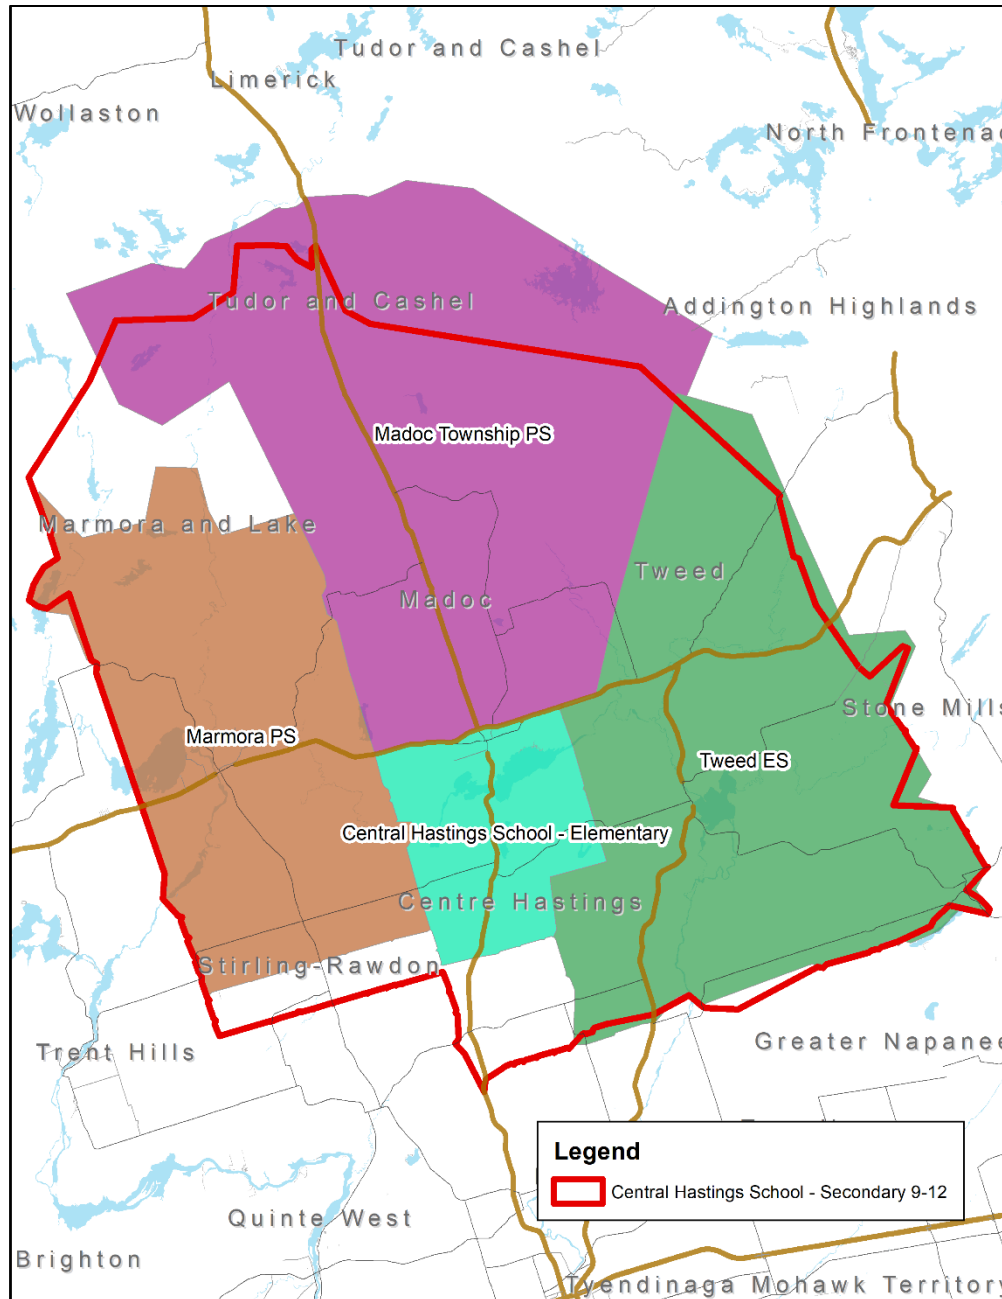 Tudor and Cashel
Limerick
Wollaston
North Frontenac
Tudor and Cashel
Addington Highlands
Madoc Township PS
Marmora and Lake
Tweed
Madoc
Stone Mills
Marmora PS
Tweed ES
Central Hastings School - Elementary
Centre Hastings
Stirling-Rawdon
Trent Hills
Greater Napanee
Legend
Central Hastings School - Secondary 9-12
Quinte West
Brighton
Tyendinaga Mohawk Territory